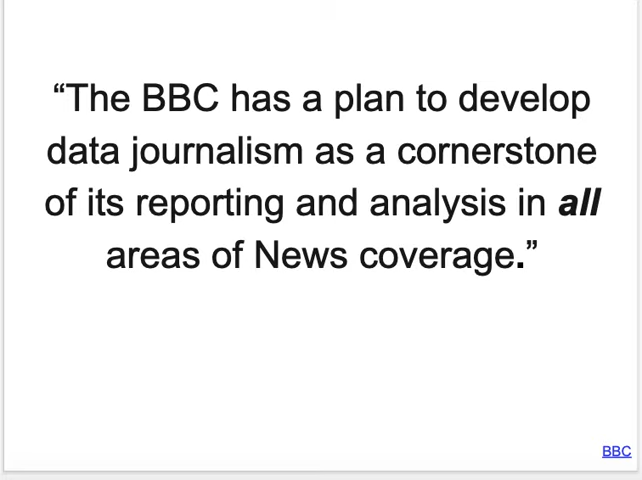 “The BBC has a plan to develop
data journalism as a cornerstone
of its reporting and analysis in all
areas of News coverage.”
BBC